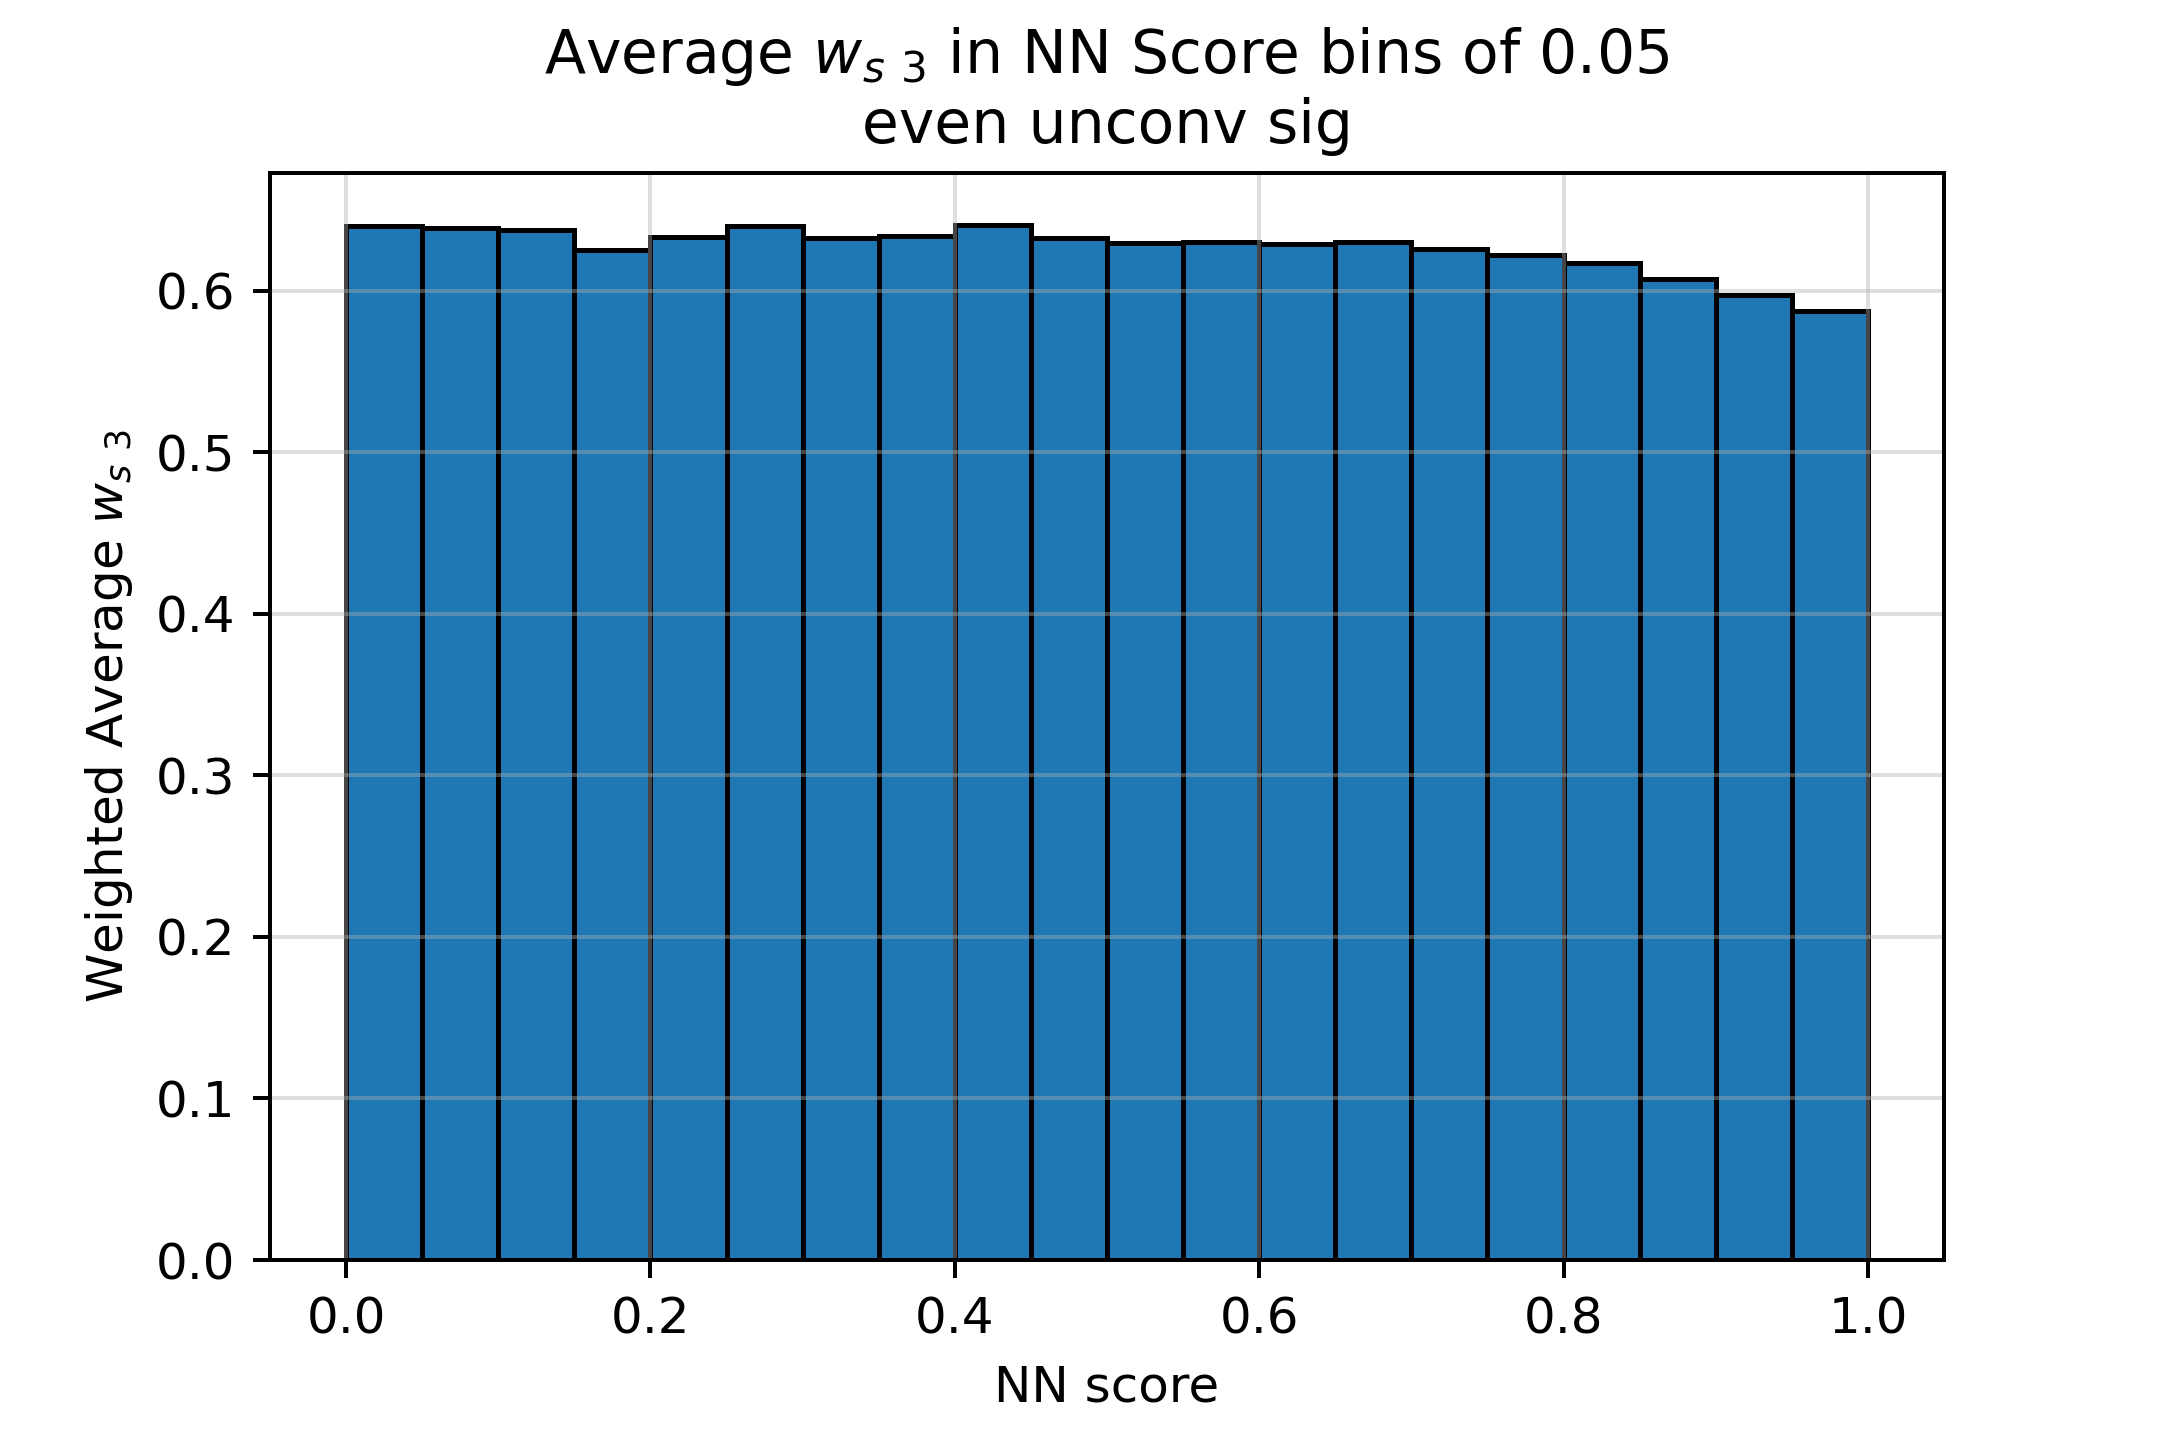 Average w_s 3 in NN Score bins of 0.05
even unconv sig
Weighted Average w_s 3
0.6
0.5
0.4
0.3
0.2
0.1
0.0
0.0 0.2 0.4 0.6 0.8 1.0
NN score